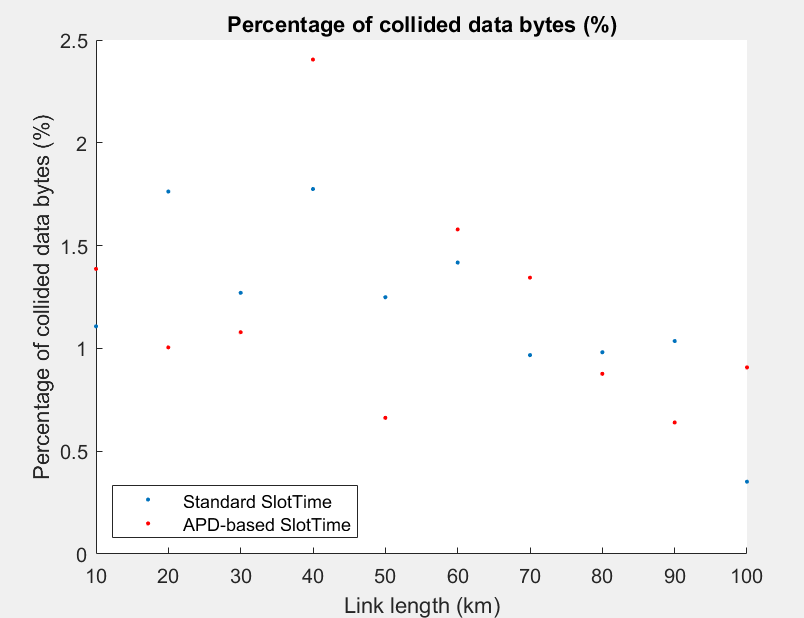 Percentage of collided data bytes (%)
Percentage of collided data bytes (%)
2.5
2
1.5
1
0.5
0
Standard SlotTime
APD-based SlotTime
10 20 30 40 50 60 70 80 90 100
Link length (km)